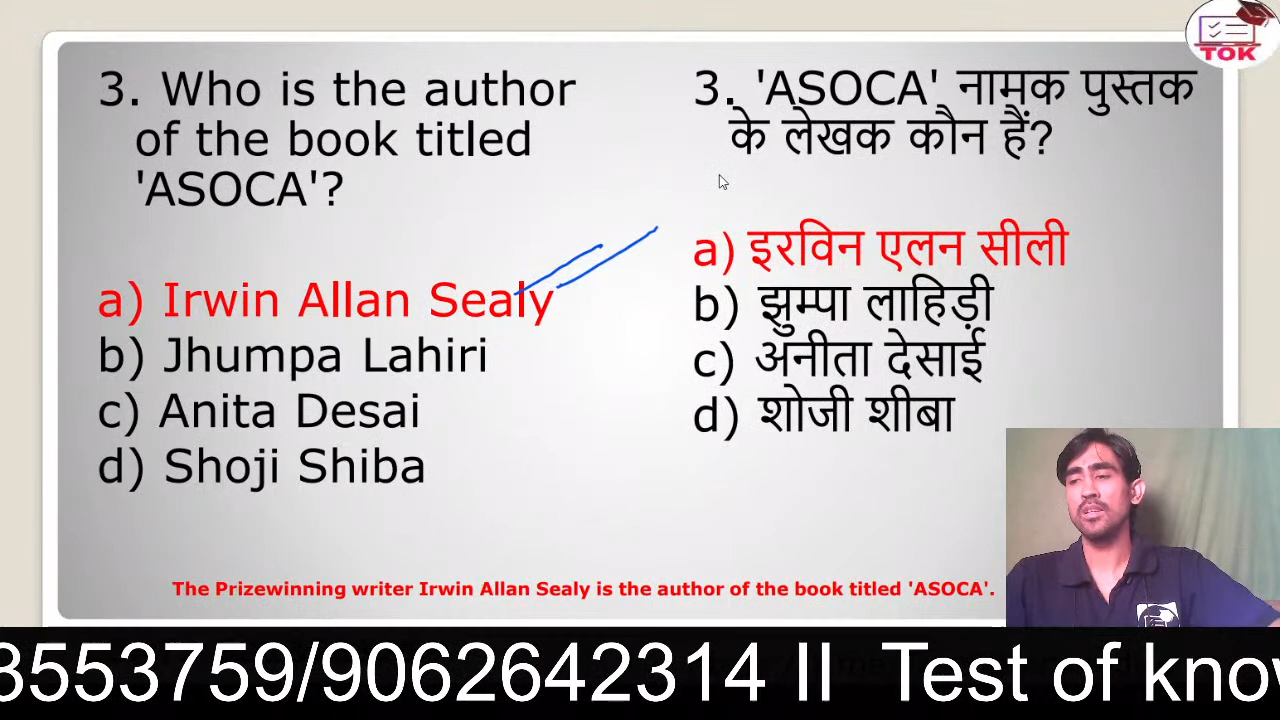 TOK
3. Who is the author
of the book titled
'ASOCA'?
a) Irwin Allan Sealy
b) Jhumpa Lahiri
c) Anita Desai
d) Shoji Shiba
3. 'ASOCA' नामक पुस्तक
के लेखक कौन हैं?
a) इरविन एलन सीली
b) झुम्पा लाहिड़ी
c) अनीता देसाई
d) शोजी शीबा
The Prizewinning writer Irwin Allan Sealy is the author of the book titled 'ASOCA'.
3553759/9062642314 II Test of know